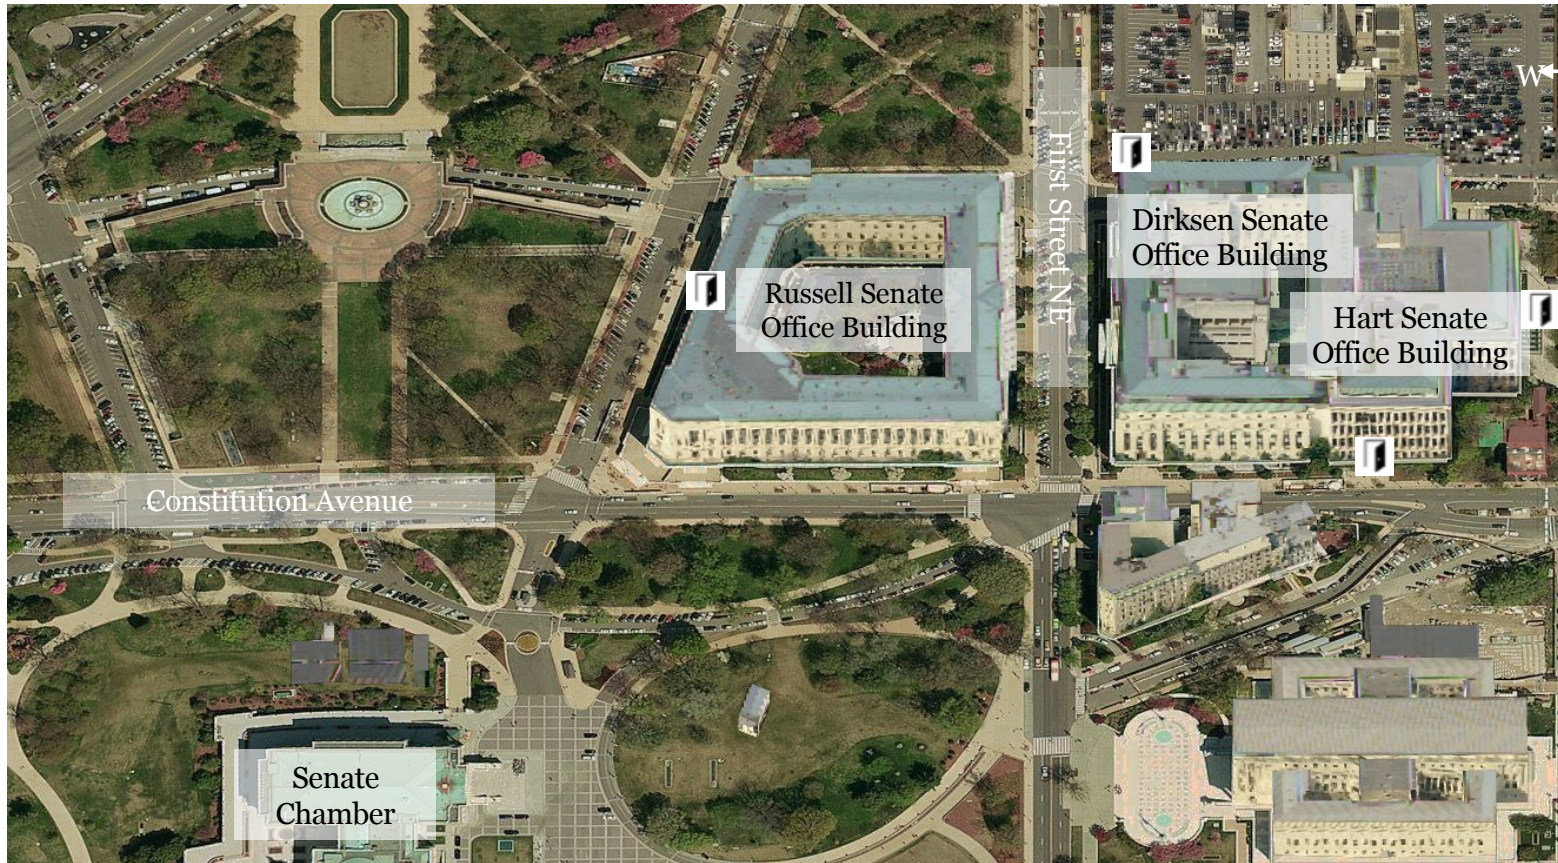 W
First Street NE
Dirksen Senate
Office Building
Russell Senate
Office Building
Hart Senate
Office Building
Constitution Avenue
Senate
Chamber